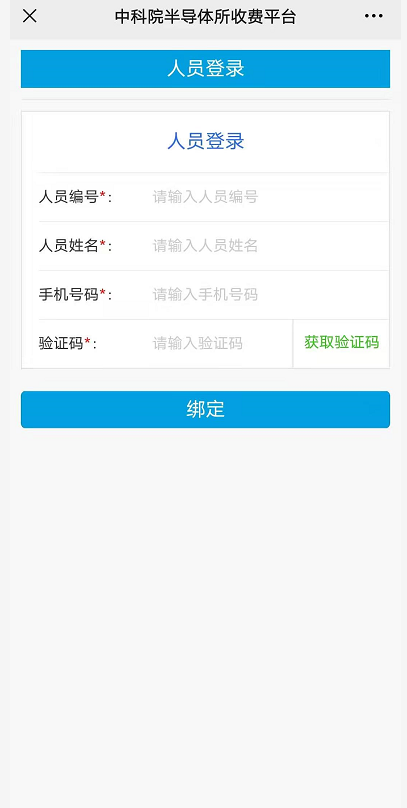 中科院半导体所收费平台
人员登录
人员登录
人员编号*: 请输入人员编号
人员姓名*: 请输入人员姓名
手机号码*: 请输入手机号码
验证码*: 请输入验证码 获取验证码
绑定